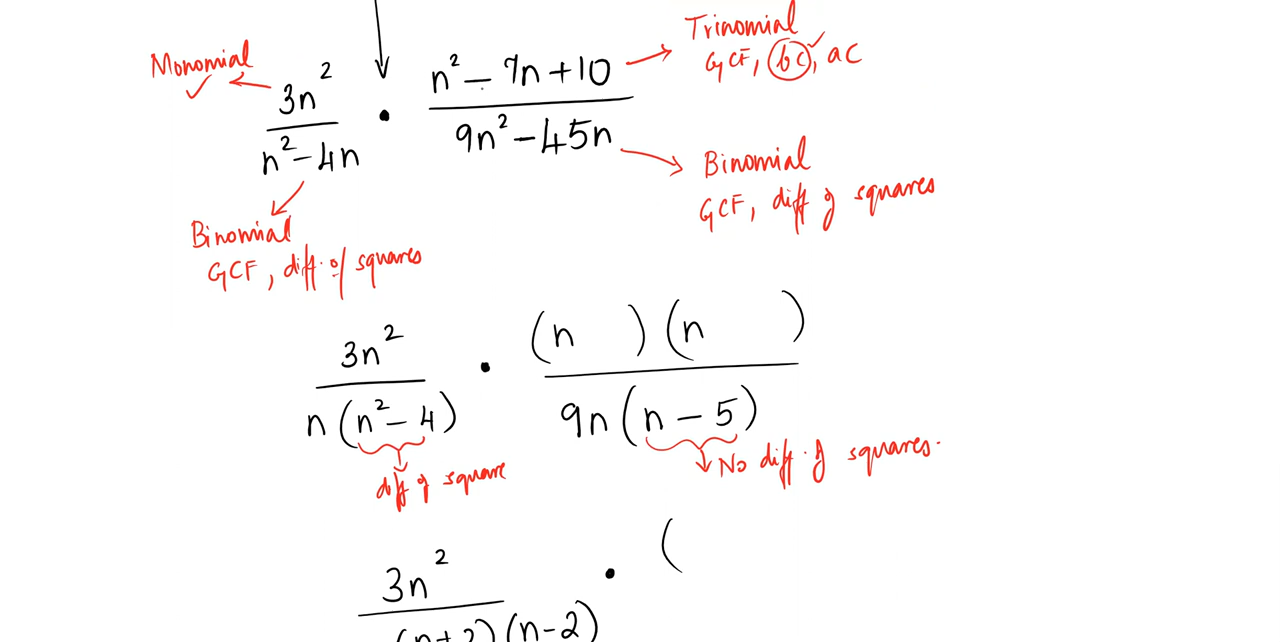 Monomial ✓
3n²
n² - 4n
·
n² - 7n + 10
9n² - 45n
Trinomial
GCF, bc ✓, ac
Binomial
GCF, diff of squares
Binomial
GCF, diff. of squares
3n²
n(n² - 4)
·
(n )(n )
9n(n - 5)
diff of square
No diff. of squares.
3n²
(n+2)(n-2)
· (